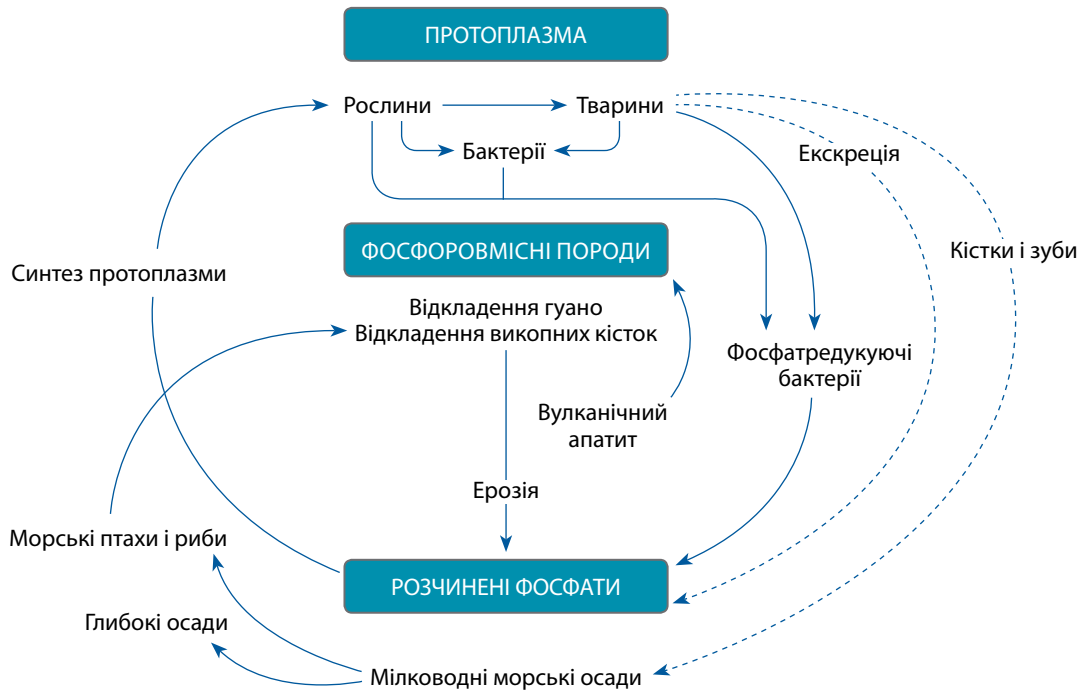 ПРОТОПЛАЗМА
Рослини
Тварини
Бактерії
Екскреція
ФОСФОРОВМІСНІ ПОРОДИ
Кістки і зуби
Синтез протоплазми
Відкладення гуано
Відкладення викопних кісток
Фосфатредукуючі
бактерії
Вулканічний
апатит
Ерозія
Морські птахи і риби
РОЗЧИНЕНІ ФОСФАТИ
Глибокі осади
Мілководні морські осади